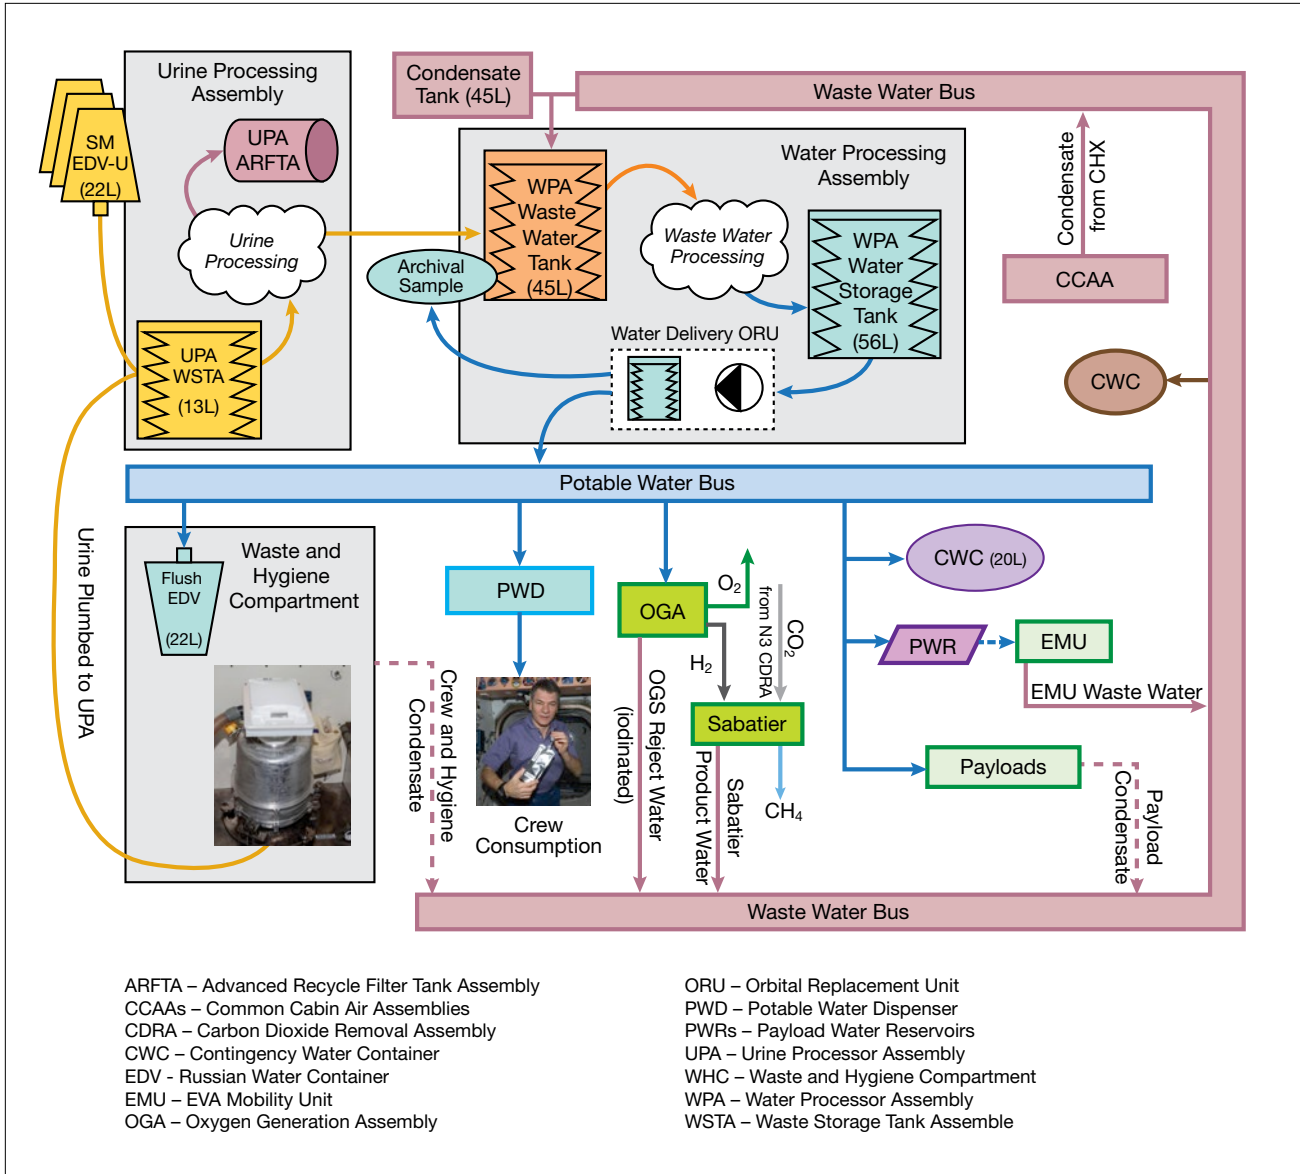 Urine Processing
Assembly
SM
EDV-U
(22L)
UPA
ARFTA
Urine
Processing
UPA
WSTA
(13L)
Condensate
Tank (45L)
Waste Water Bus
Water Processing
Assembly
WPA
Waste
Water
Tank
(45L)
Waste Water
Processing
WPA
Water
Storage
Tank
(56L)
Archival
Sample
Water Delivery ORU
Condensate
from CHX
CCAA
CWC
Potable Water Bus
Urine Plumbed to UPA
Waste and
Hygiene
Compartment
Flush
EDV
(22L)
Crew and Hygiene
Condensate
PWD
Crew
Consumption
OGA
O2
H2
CO2
from N3 CDRA
OGS Reject Water
(iodinated)
Sabatier
Sabatier
Product Water
CH4
CWC (20L)
PWR
EMU
EMU Waste Water
Payloads
Payload
Condensate
Waste Water Bus
ARFTA – Advanced Recycle Filter Tank Assembly
CCAAs – Common Cabin Air Assemblies
CDRA – Carbon Dioxide Removal Assembly
CWC – Contingency Water Container
EDV - Russian Water Container
EMU – EVA Mobility Unit
OGA – Oxygen Generation Assembly
ORU – Orbital Replacement Unit
PWD – Potable Water Dispenser
PWRs – Payload Water Reservoirs
UPA – Urine Processor Assembly
WHC – Waste and Hygiene Compartment
WPA – Water Processor Assembly
WSTA – Waste Storage Tank Assemble